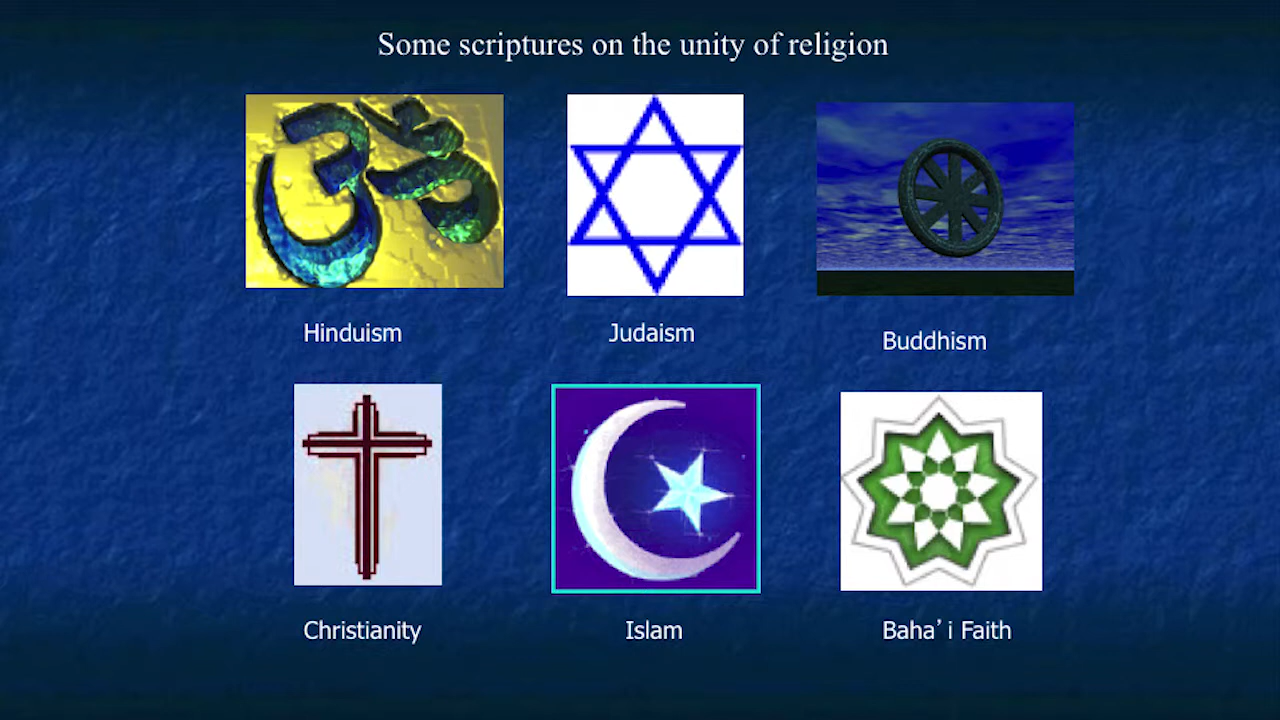 Some scriptures on the unity of religion
Hinduism
Judaism
Buddhism
Christianity
Islam
Baha’i Faith